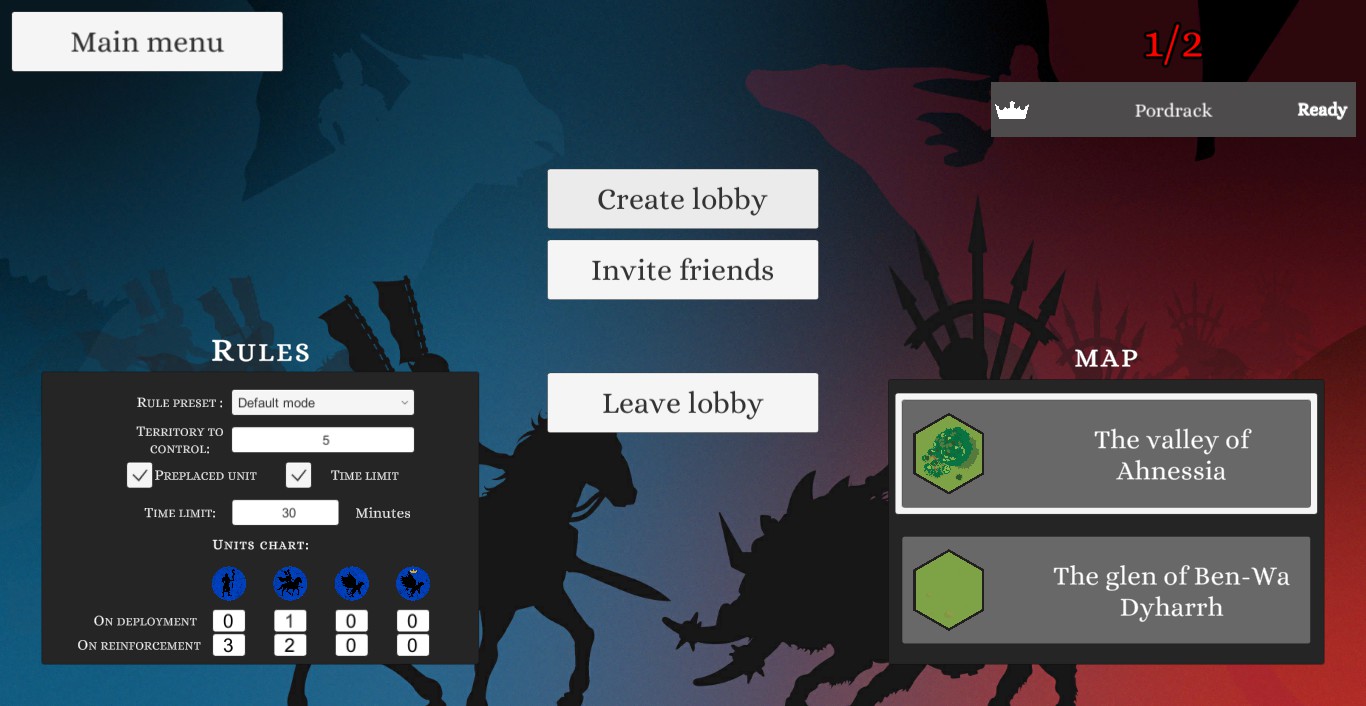 Main menu
1/2
Pordrack Ready
Create lobby
Invite friends
Leave lobby
Rules
Rule preset : Default mode
Territory to
control: 5
Preplaced unit Time limit
Time limit: 30 Minutes
Units chart:
On deployment 0 1 0 0
On reinforcement 3 2 0 0
map
The valley of
Ahnessia
The glen of Ben-Wa
Dyharrh